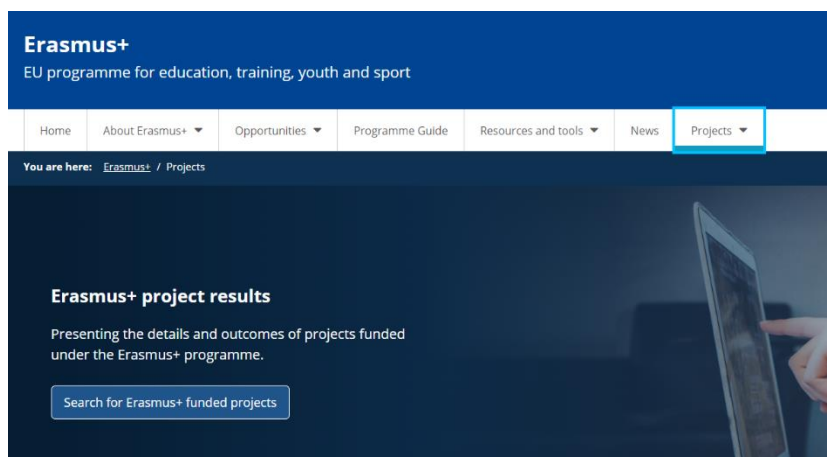 Erasmus+
EU programme for education, training, youth and sport
Home About Erasmus+ Opportunities Programme Guide Resources and tools News Projects
You are here: Erasmus+ / Projects
Erasmus+ project results
Presenting the details and outcomes of projects funded
under the Erasmus+ programme.
Search for Erasmus+ funded projects